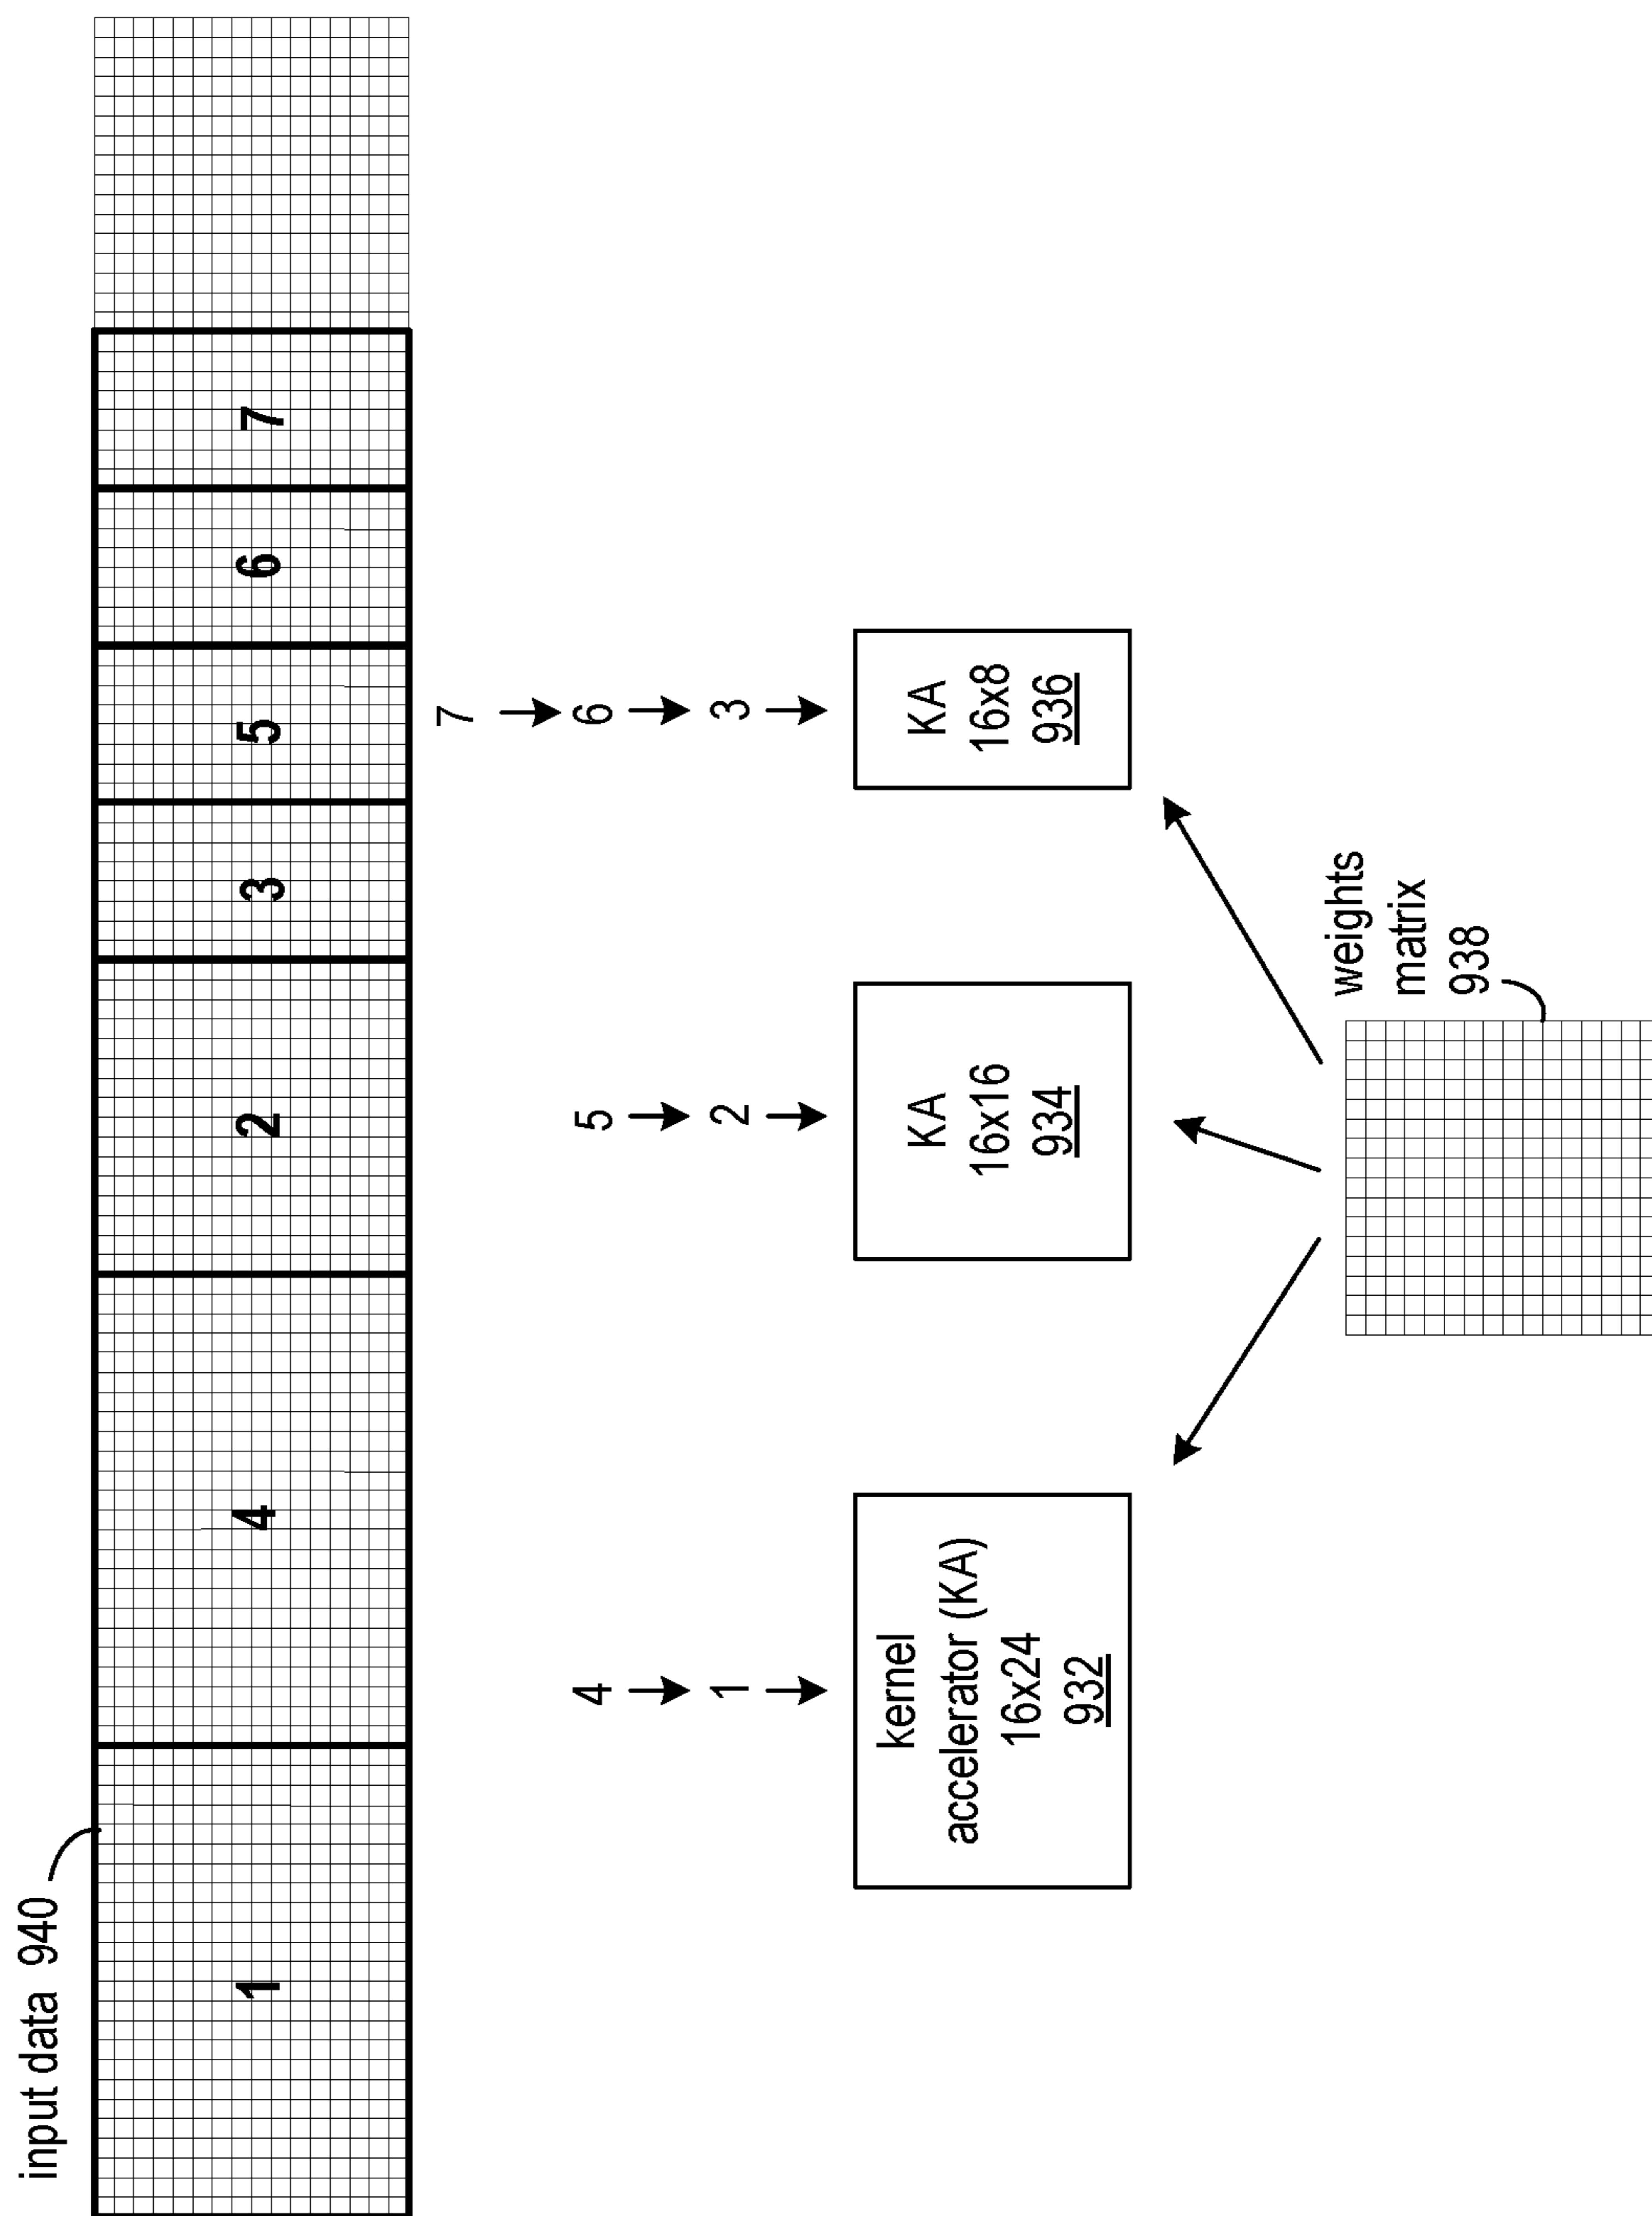 input data 940
1
4
2
3
5
6
7
4
1
5
2
7
6
3
kernel
accelerator (KA)
16x24
932
KA
16x16
934
KA
16x8
936
weights
matrix
938